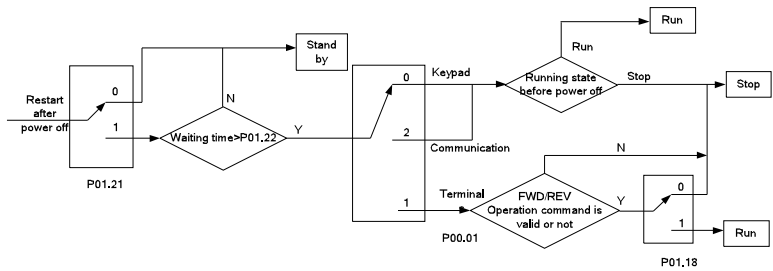 Restart
after
power off
0
1
P01.21
Stand
by
N
Waiting time>P01.22
Y
0
2
1
Keypad
Communication
Terminal
P00.01
Run
Run
Running state
before power off
Stop
Stop
N
FWD/REV
Operation command is
valid or not
Y
0
1
P01.18
Run